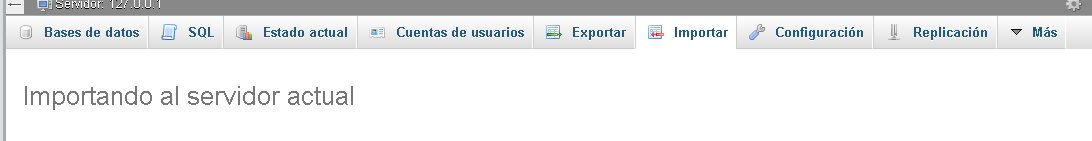 Servidor: 127.0.0.1
Bases de datos SQL Estado actual Cuentas de usuarios Exportar Importar Configuración Replicación Más
Importando al servidor actual